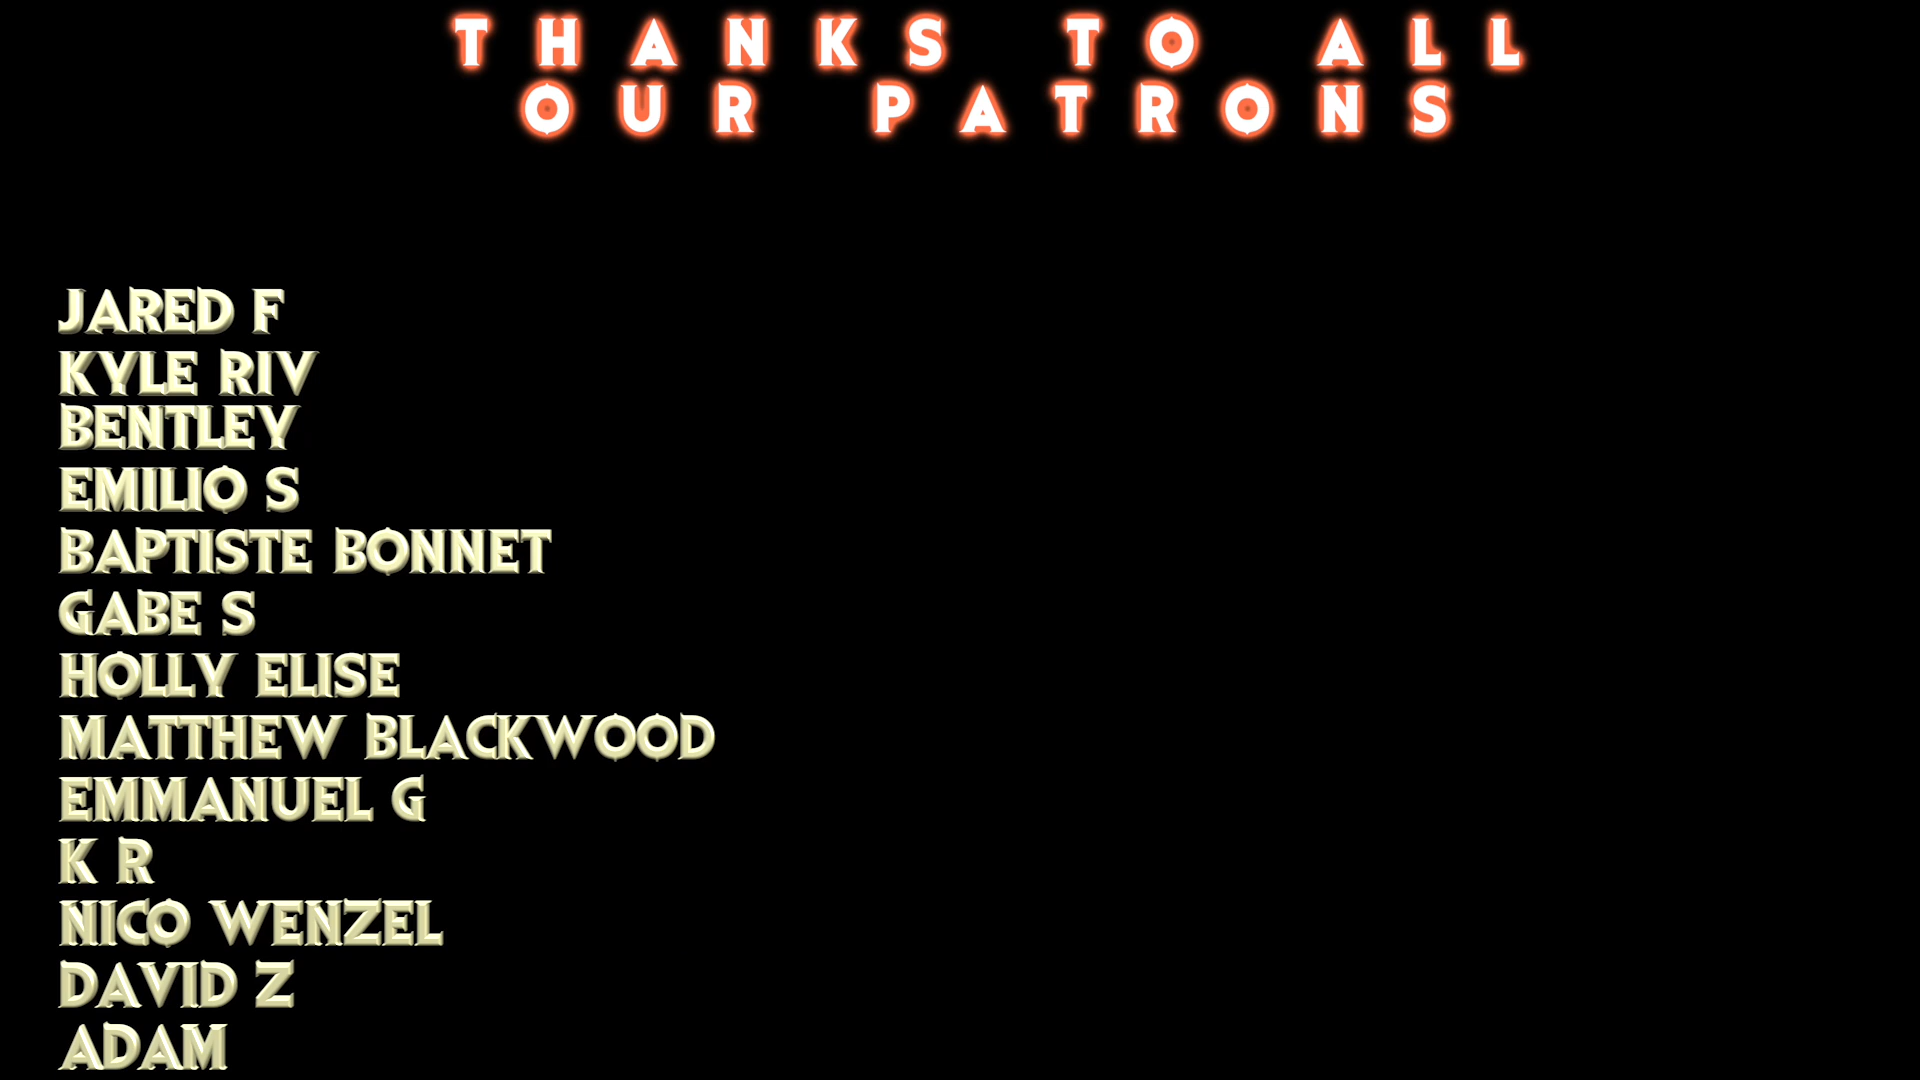 THANKS TO ALL
OUR PATRONS
JARED F
KYLE RIV
BENTLEY
EMILIO S
BAPTISTE BONNET
GABE S
HOLLY ELISE
MATTHEW BLACKWOOD
EMMANUEL G
K R
NICO WENZEL
DAVID Z
ADAM